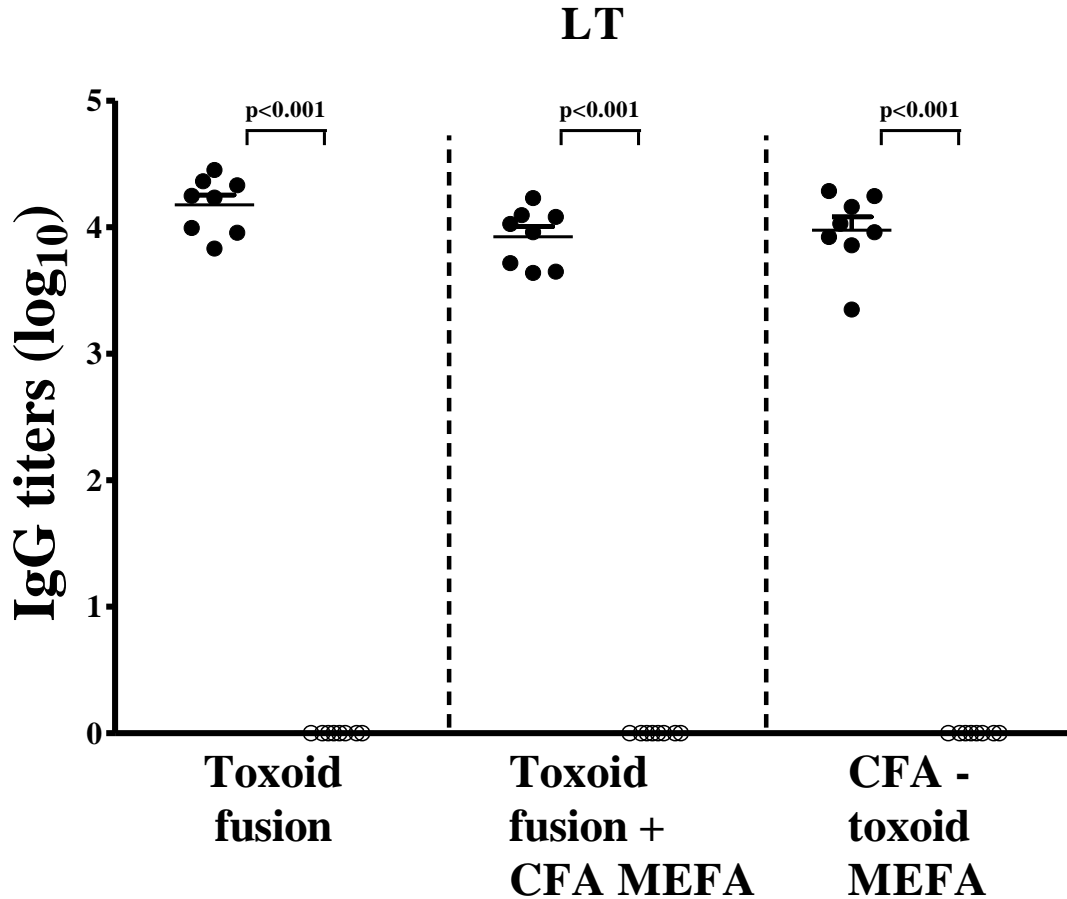 LT
p<0.001 p<0.001 p<0.001
IgG titers (log10)
5
4
3
2
1
0
Toxoid Toxoid CFA -
fusion fusion + toxoid
CFA MEFA MEFA